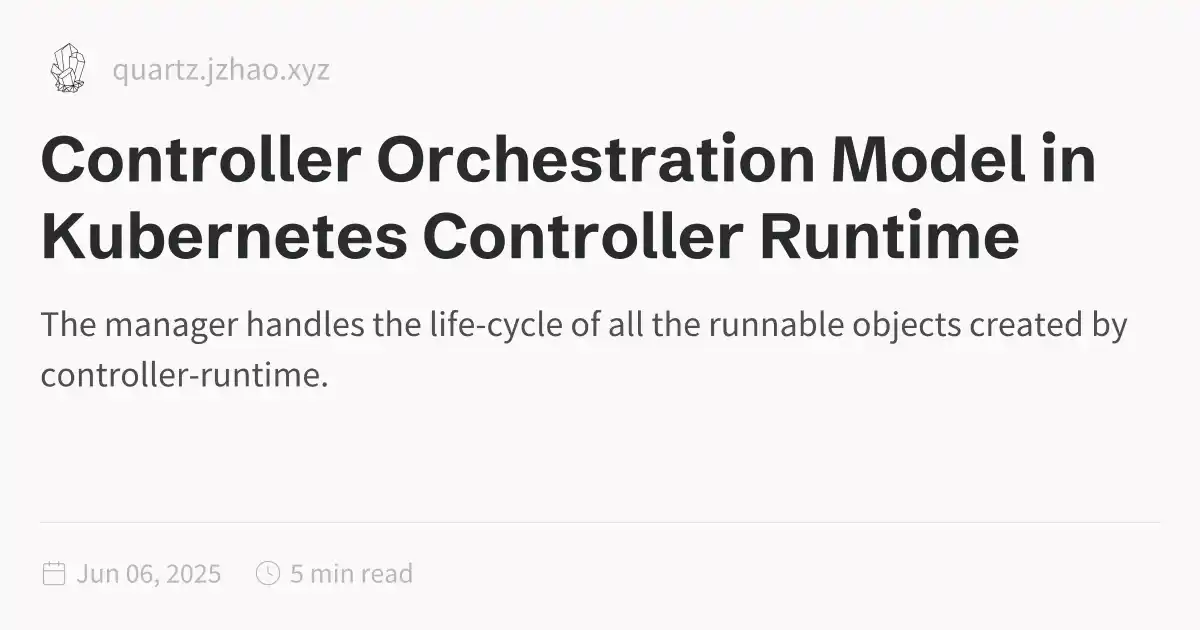 quartz.jzhao.xyz
Controller Orchestration Model in
Kubernetes Controller Runtime
The manager handles the life-cycle of all the runnable objects created by
controller-runtime.
Jun 06, 2025 5 min read